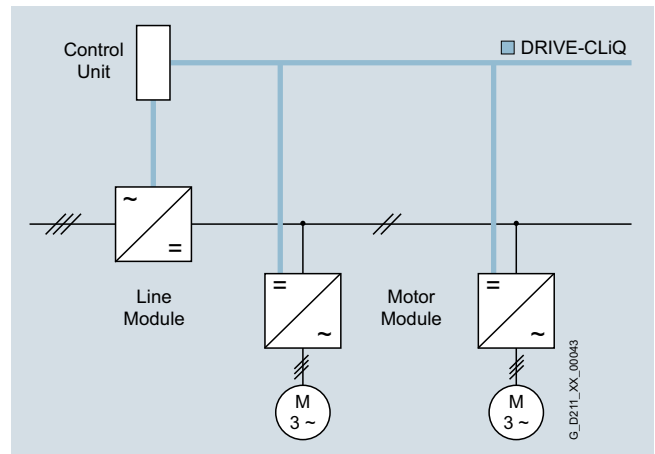 Control
Unit
DRIVE-CLiQ
~
=
Line
Module
=
~
Motor
Module
=
~
M
3 ~
M
3 ~
G_D211_XX_00043